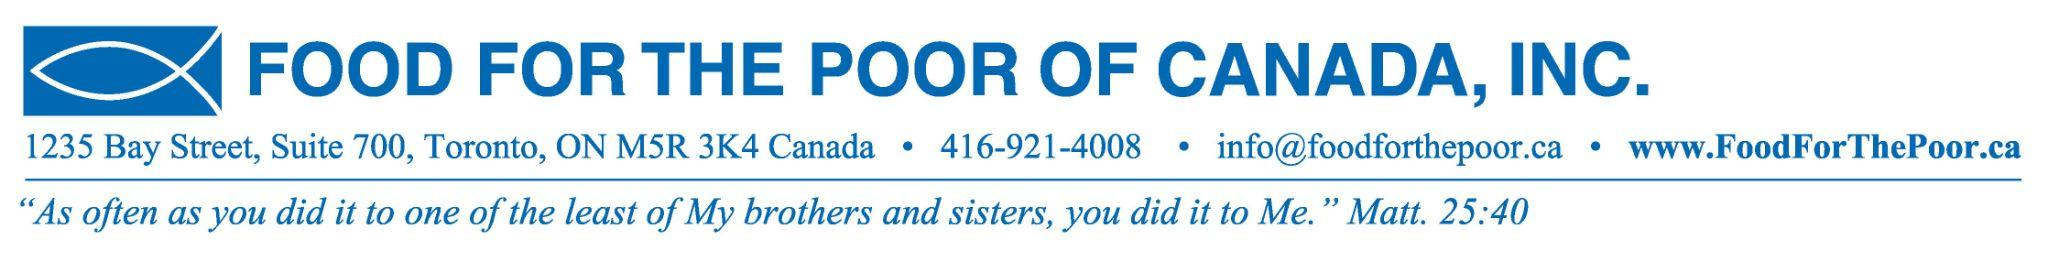 FOOD FOR THE POOR OF CANADA, INC.
1235 Bay Street, Suite 700, Toronto, ON M5R 3K4 Canada • 416-921-4008 • info@foodforthepoor.ca • www.FoodForThePoor.ca
“As often as you did it to one of the least of My brothers and sisters, you did it to Me.” Matt. 25:40